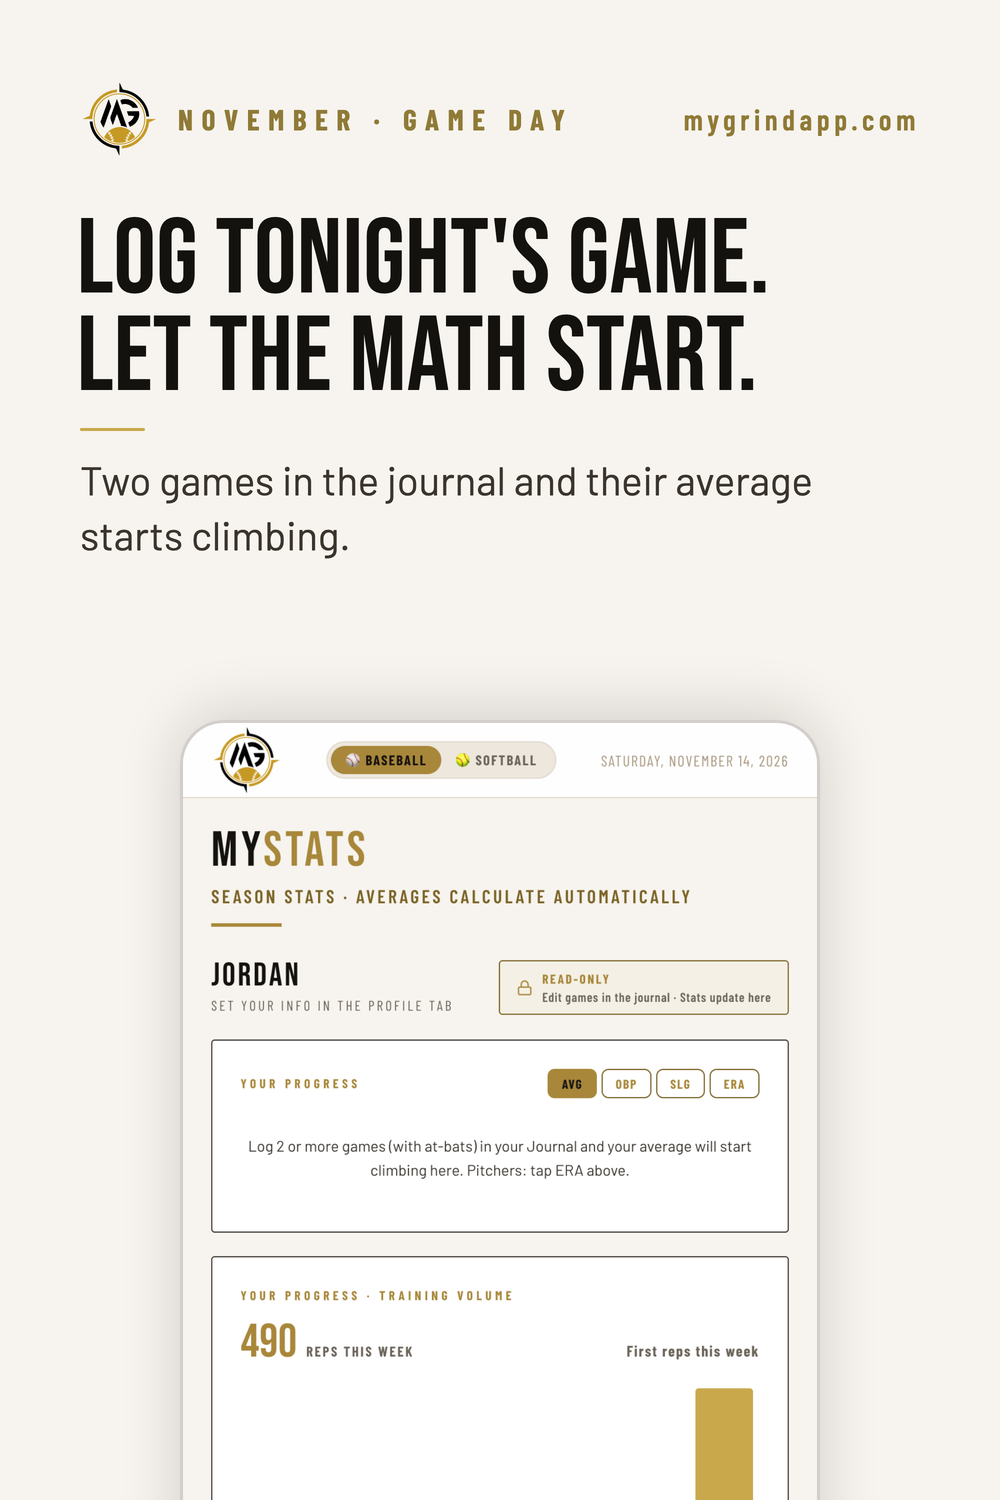 MG
NOVEMBER · GAME DAY
mygrindapp.com
LOG TONIGHT'S GAME.
LET THE MATH START.
Two games in the journal and their average
starts climbing.
MG
BASEBALL
SOFTBALL
SATURDAY, NOVEMBER 14, 2026
MYSTATS
SEASON STATS · AVERAGES CALCULATE AUTOMATICALLY
JORDAN
SET YOUR INFO IN THE PROFILE TAB
READ-ONLY
Edit games in the journal · Stats update here
YOUR PROGRESS
AVG
OBP
SLG
ERA
Log 2 or more games (with at-bats) in your Journal and your average will start
climbing here. Pitchers: tap ERA above.
YOUR PROGRESS · TRAINING VOLUME
490 REPS THIS WEEK
First reps this week